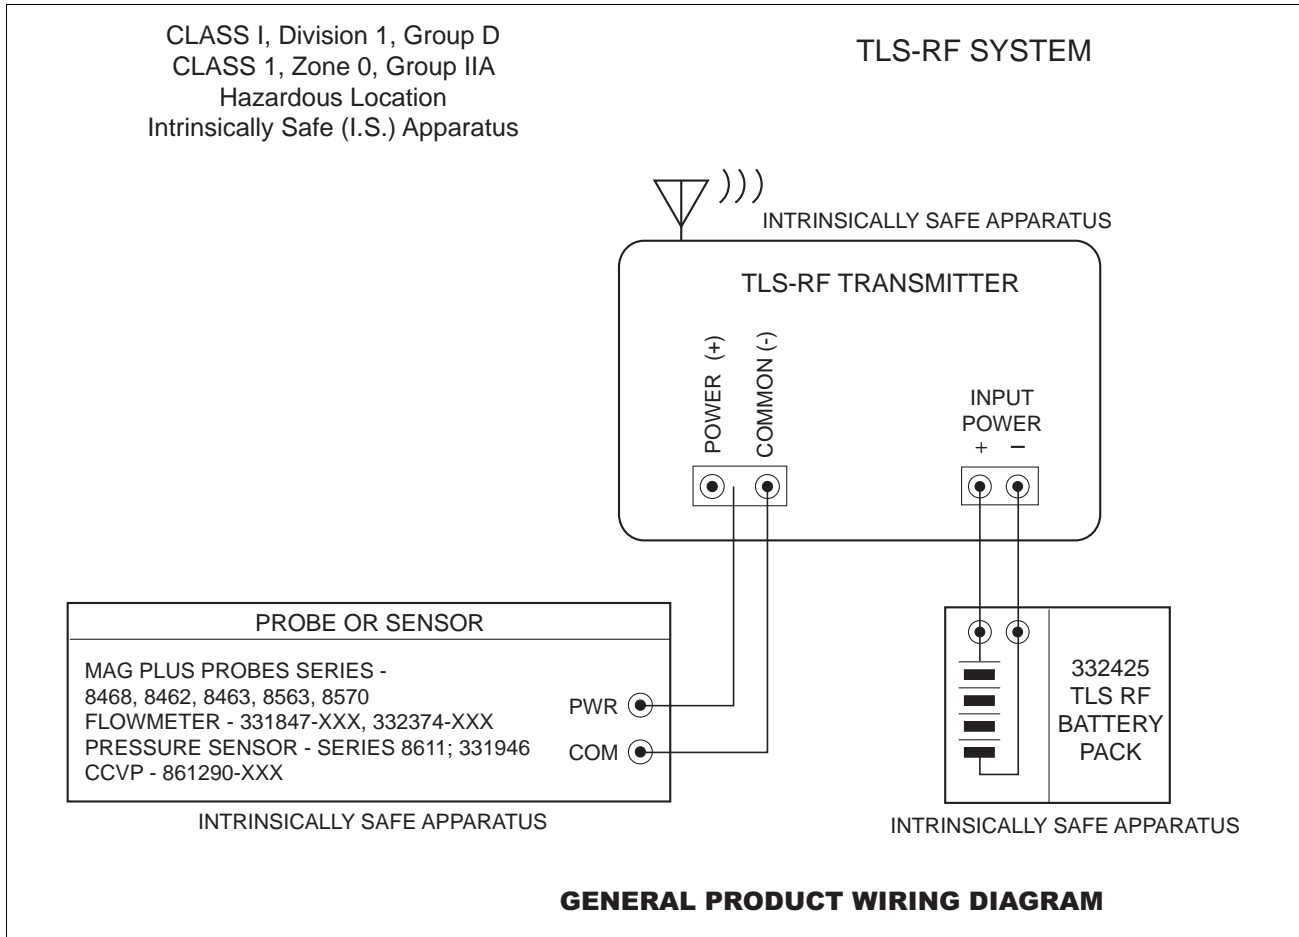 CLASS I, Division 1, Group D
CLASS 1, Zone 0, Group IIA
Hazardous Location
Intrinsically Safe (I.S.) Apparatus
TLS-RF SYSTEM
INTRINSICALLY SAFE APPARATUS
TLS-RF TRANSMITTER
POWER (+)
COMMON (-)
INPUT
POWER
+ −
PROBE OR SENSOR
MAG PLUS PROBES SERIES -
8468, 8462, 8463, 8563, 8570
FLOWMETER - 331847-XXX, 332374-XXX
PRESSURE SENSOR - SERIES 8611; 331946
CCVP - 861290-XXX
PWR
COM
INTRINSICALLY SAFE APPARATUS
332425
TLS RF
BATTERY
PACK
INTRINSICALLY SAFE APPARATUS
GENERAL PRODUCT WIRING DIAGRAM